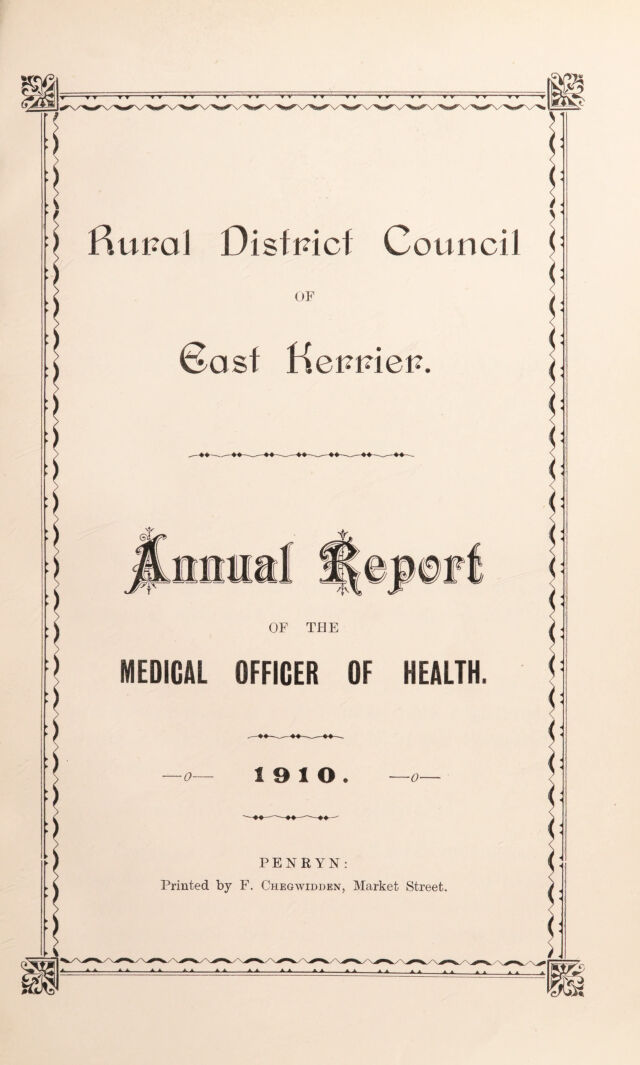 Rural District Council
OF
East Kerrier.
Annual Report
OF THE
MEDICAL OFFICER OF HEALTH.
—o— 1910. —o—
PENRYN:
Printed by F. CHEGWIDDEN, Market Street.